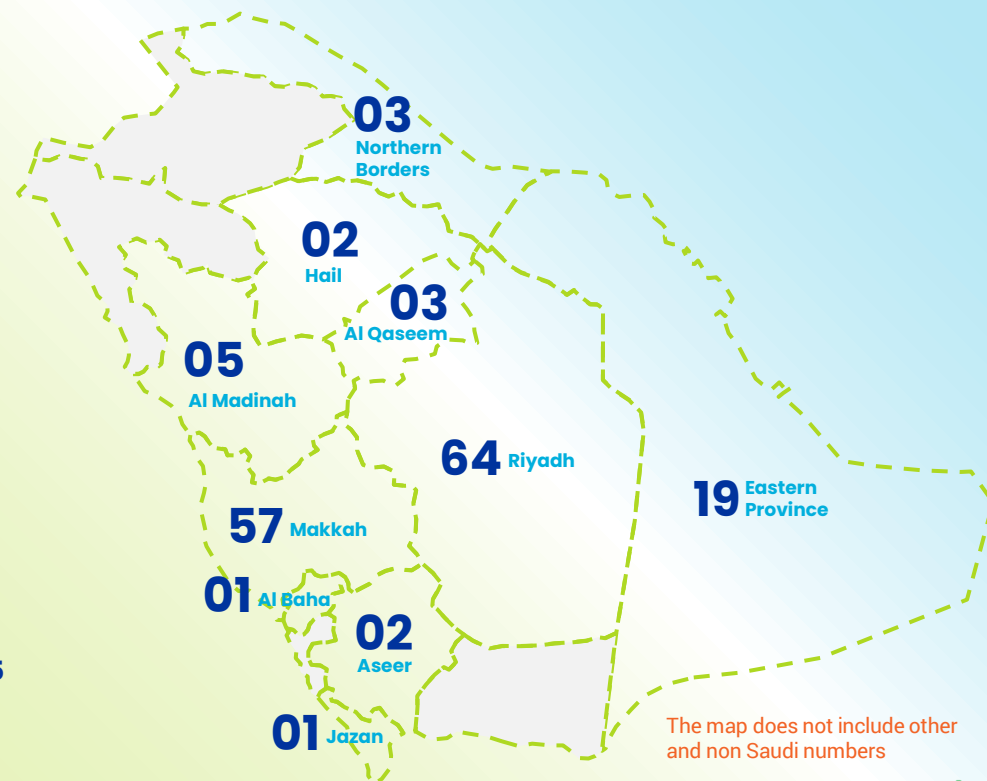 03
Northern
Borders
02
Hail
03
Al Qaseem
05
Al Madinah
64 Riyadh
19 Eastern
Province
57 Makkah
01 Al Baha
02
Aseer
01 Jazan
The map does not include other
and non Saudi numbers